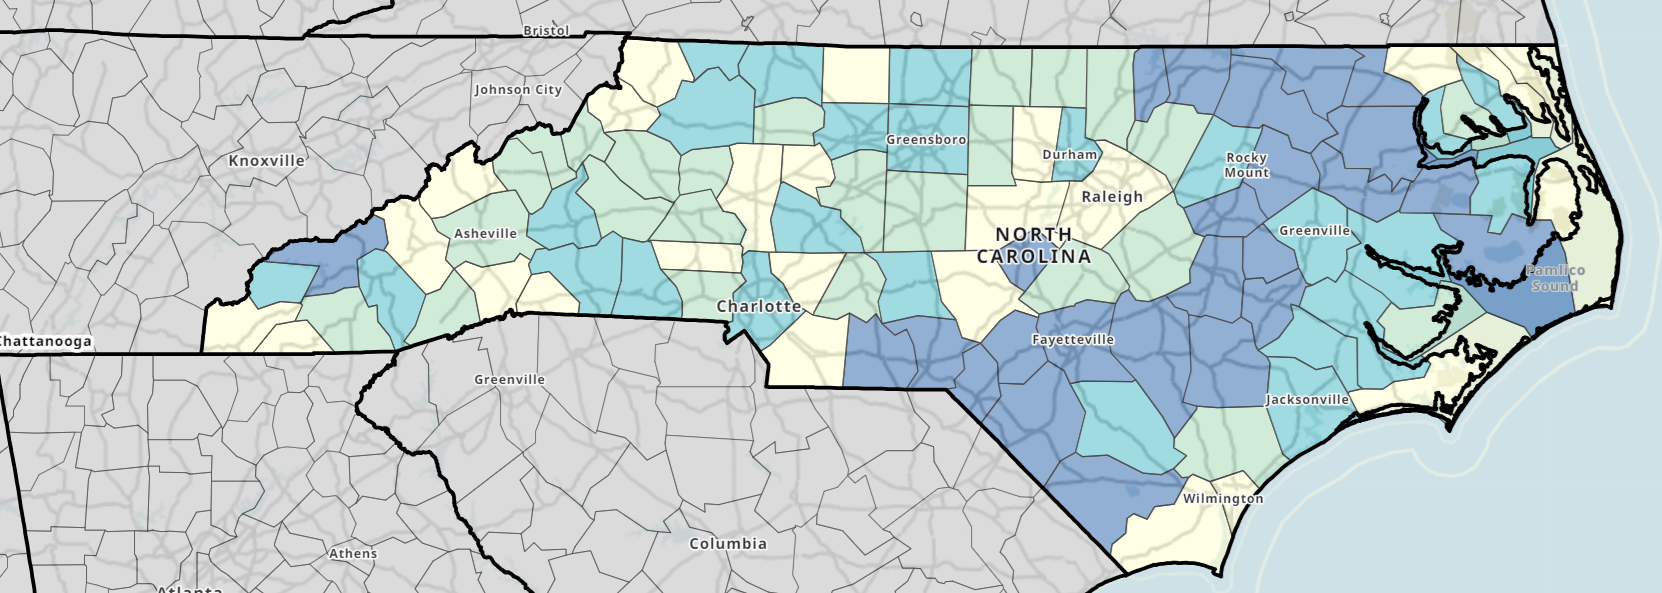 Bristol
Johnson City
Knoxville
Greensboro
Durham
Rocky
Mount
Raleigh
Asheville
NORTH
CAROLINA
Greenville
Pamlico
Sound
Charlotte
Chattanooga
Fayetteville
Greenville
Jacksonville
Wilmington
Columbia
Athens
Atlanta